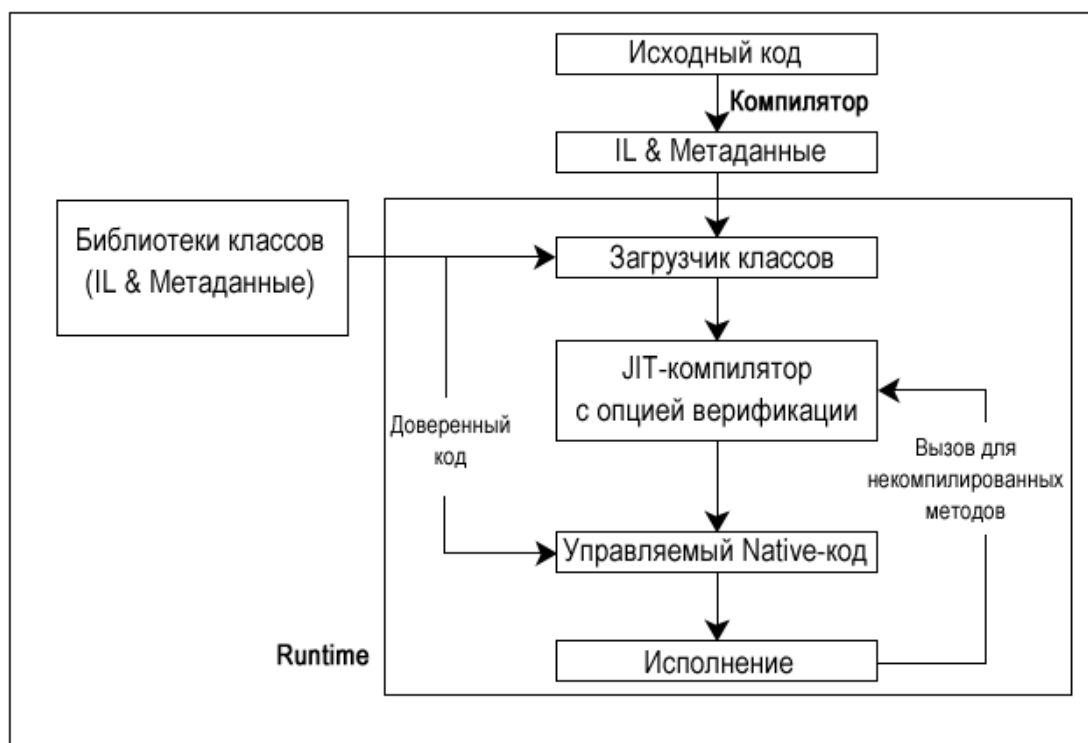 Исходный код
Компилятор
IL & Метаданные
Библиотеки классов
(IL & Метаданные)
Загрузчик классов
JIT-компилятор
с опцией верификации
Доверенный
код
Вызов для
некомпилированных
методов
Управляемый Native-код
Runtime
Исполнение